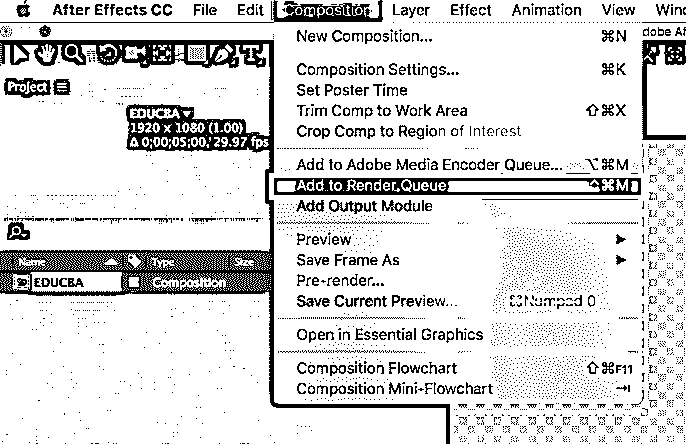 After Effects CC File Edit Composition Layer Effect Animation View Wind
dobe Af
Project
EDUCBA
1920 x 1080 (1.00)
Δ 0;00;05;00, 29.97 fps
Name Type Size
EDUCBA Composition
New Composition... ⌘N
Composition Settings... ⌘K
Set Poster Time
Trim Comp to Work Area ⇧⌘X
Crop Comp to Region of Interest
Add to Adobe Media Encoder Queue... ⌥⌘M
Add to Render Queue ⌃⌘M
Add Output Module
Preview
Save Frame As
Pre-render...
Save Current Preview... ⌘Numpad 0
Open in Essential Graphics
Composition Flowchart ⇧⌘F11
Composition Mini-Flowchart